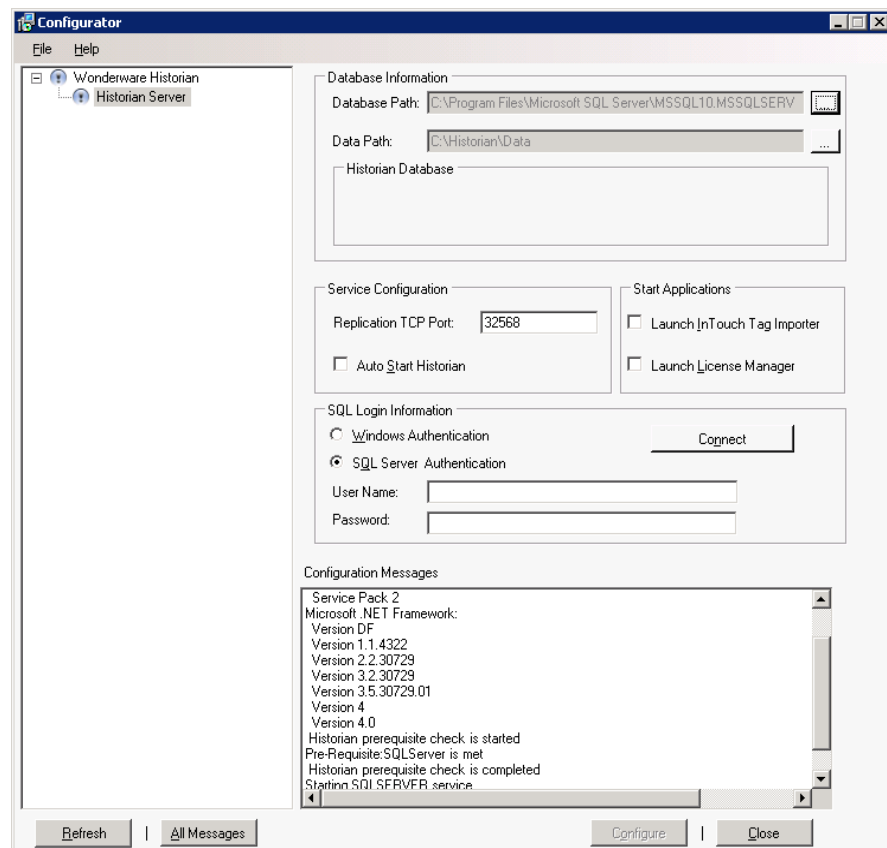 Configurator
File Help
Wonderware Historian
Historian Server
Database Information
Database Path: C:\Program Files\Microsoft SQL Server\MSSQL10.MSSQLSERV ...
Data Path: C:\Historian\Data ...
Historian Database
Service Configuration
Replication TCP Port: 32568
Auto Start Historian
Start Applications
Launch InTouch Tag Importer
Launch License Manager
SQL Login Information
Windows Authentication
Connect
SQL Server Authentication
User Name:
Password:
Configuration Messages
Service Pack 2
Microsoft .NET Framework:
Version DF
Version 1.1.4322
Version 2.2.30729
Version 3.2.30729
Version 3.5.30729.01
Version 4
Version 4.0
Historian prerequisite check is started
Pre-Requisite:SQLServer is met
Historian prerequisite check is completed
Starting SQLSERVER service
Refresh | All Messages Configure | Close